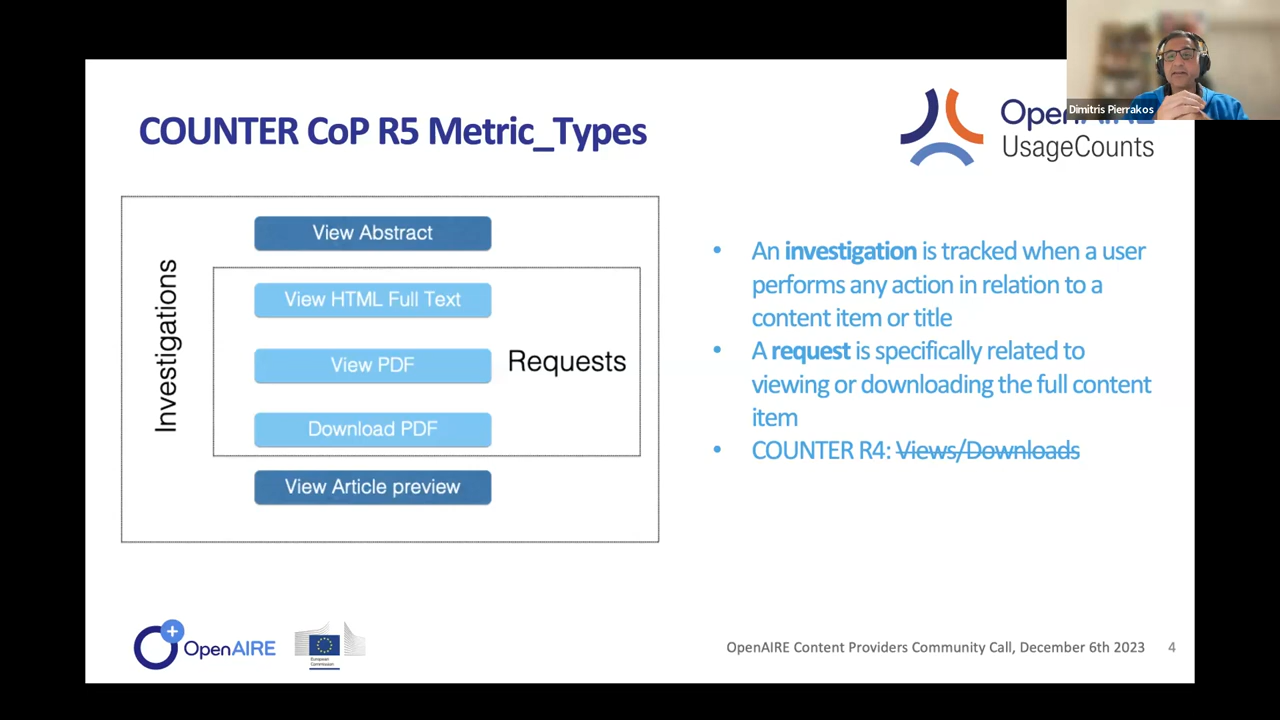 Dimitris Pierrakos
COUNTER CoP R5 Metric_Types
OpenAIRE
UsageCounts
Investigations
View Abstract
View HTML Full Text
View PDF
Requests
Download PDF
View Article preview
• An investigation is tracked when a user
performs any action in relation to a
content item or title
• A request is specifically related to
viewing or downloading the full content
item
• COUNTER R4: Views/Downloads
OpenAIRE
European
Commission
OpenAIRE Content Providers Community Call, December 6th 2023 4